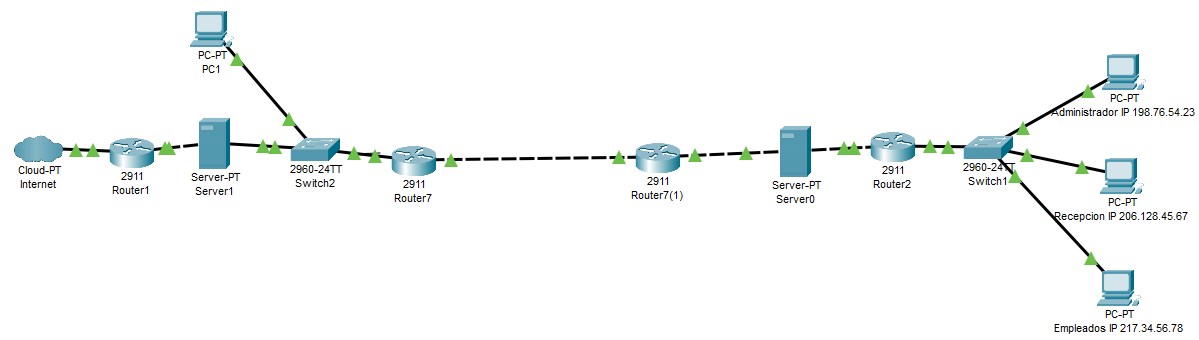 PC-PT
PC1
Cloud-PT
Internet
2911
Router1
Server-PT
Server1
2960-24TT
Switch2
2911
Router7
2911
Router7(1)
Server-PT
Server0
2911
Router2
2960-24TT
Switch1
PC-PT
Administrador IP 198.76.54.23
PC-PT
Recepcion IP 206.128.45.67
PC-PT
Empleados IP 217.34.56.78